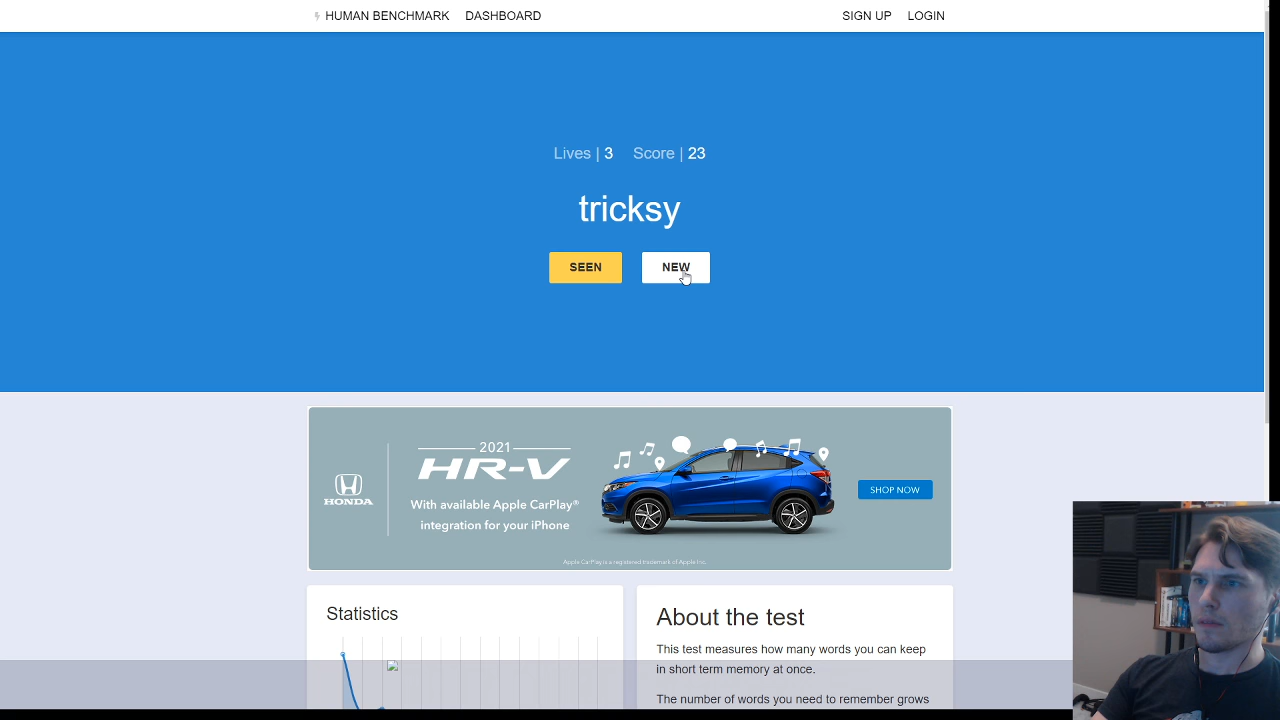 HUMAN BENCHMARK DASHBOARD SIGN UP LOGIN
Lives | 3 Score | 23
tricksy
SEEN NEW
2021
HR-V
HONDA
With available Apple CarPlay®
integration for your iPhone
SHOP NOW
Apple CarPlay is a registered trademark of Apple Inc.
Statistics
About the test
This test measures how many words you can keep
in short term memory at once.
The number of words you need to remember grows